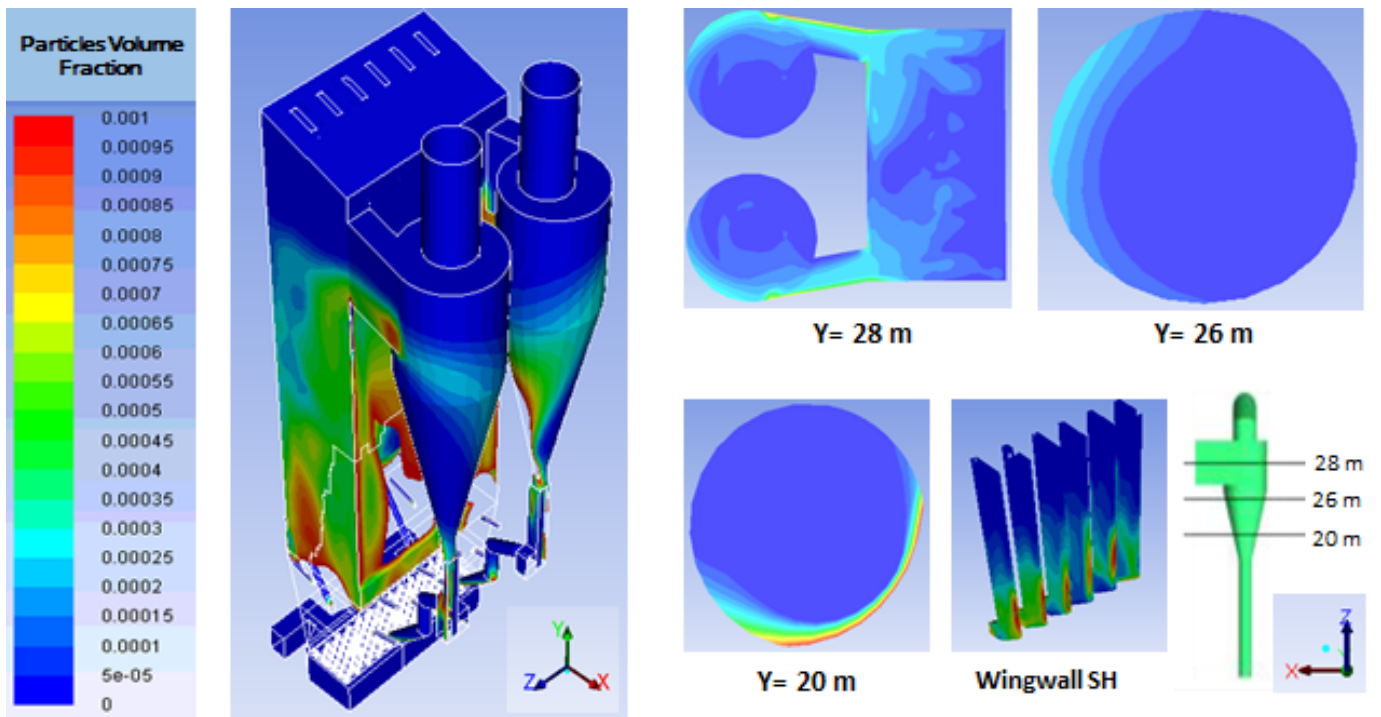 Particles Volume
Fraction
0.001
0.00095
0.0009
0.00085
0.0008
0.00075
0.0007
0.00065
0.0006
0.00055
0.0005
0.00045
0.0004
0.00035
0.0003
0.00025
0.0002
0.00015
0.0001
5e-05
0
Y
Z
X
Y= 28 m
Y= 26 m
Y= 20 m
Wingwall SH
28 m
26 m
20 m
Z
X